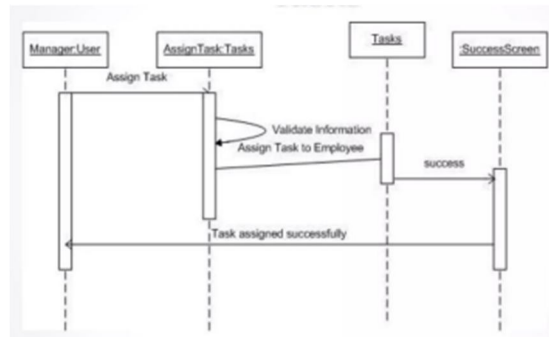 Manager:User
AssignTask:Tasks
Tasks
:SuccessScreen
Assign Task
Validate Information
Assign Task to Employee
success
Task assigned successfully